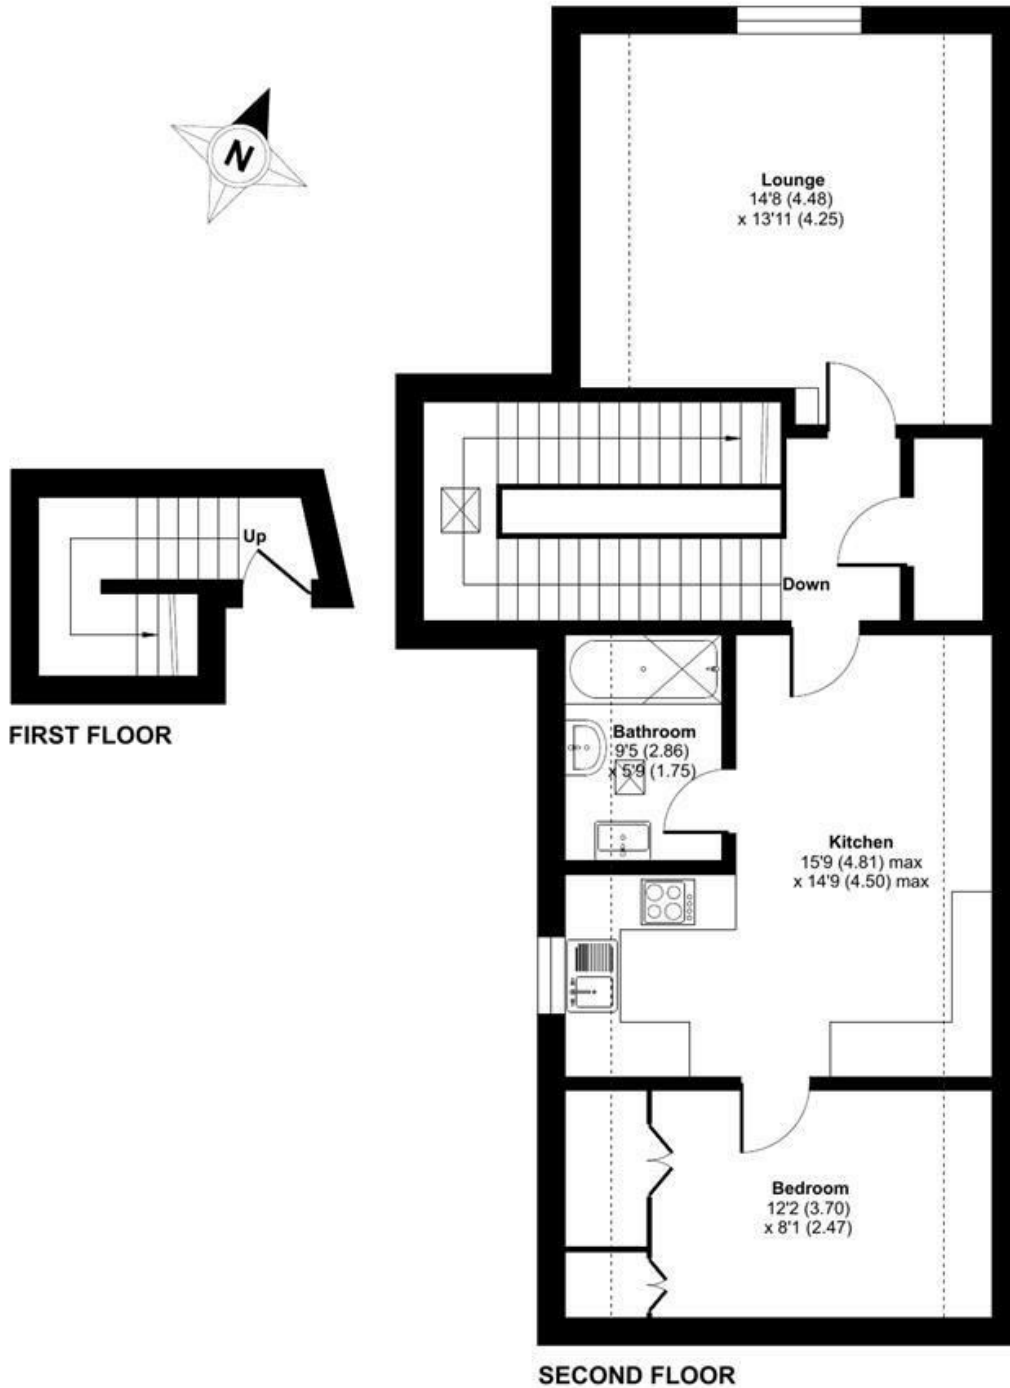 N
Lounge
14'8 (4.48)
x 13'11 (4.25)
Up
Down
FIRST FLOOR
Bathroom
9'5 (2.86)
x 5'9 (1.75)
Kitchen
15'9 (4.81) max
x 14'9 (4.50) max
Bedroom
12'2 (3.70)
x 8'1 (2.47)
SECOND FLOOR